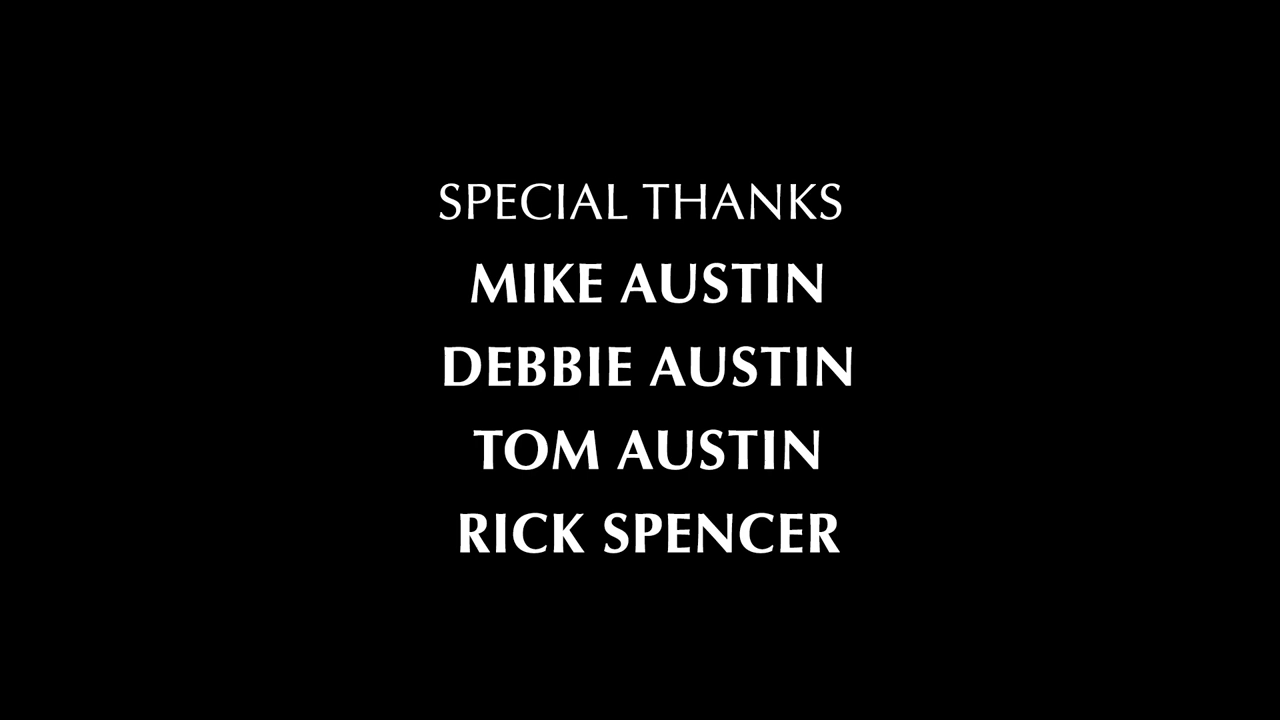 SPECIAL THANKS
MIKE AUSTIN
DEBBIE AUSTIN
TOM AUSTIN
RICK SPENCER